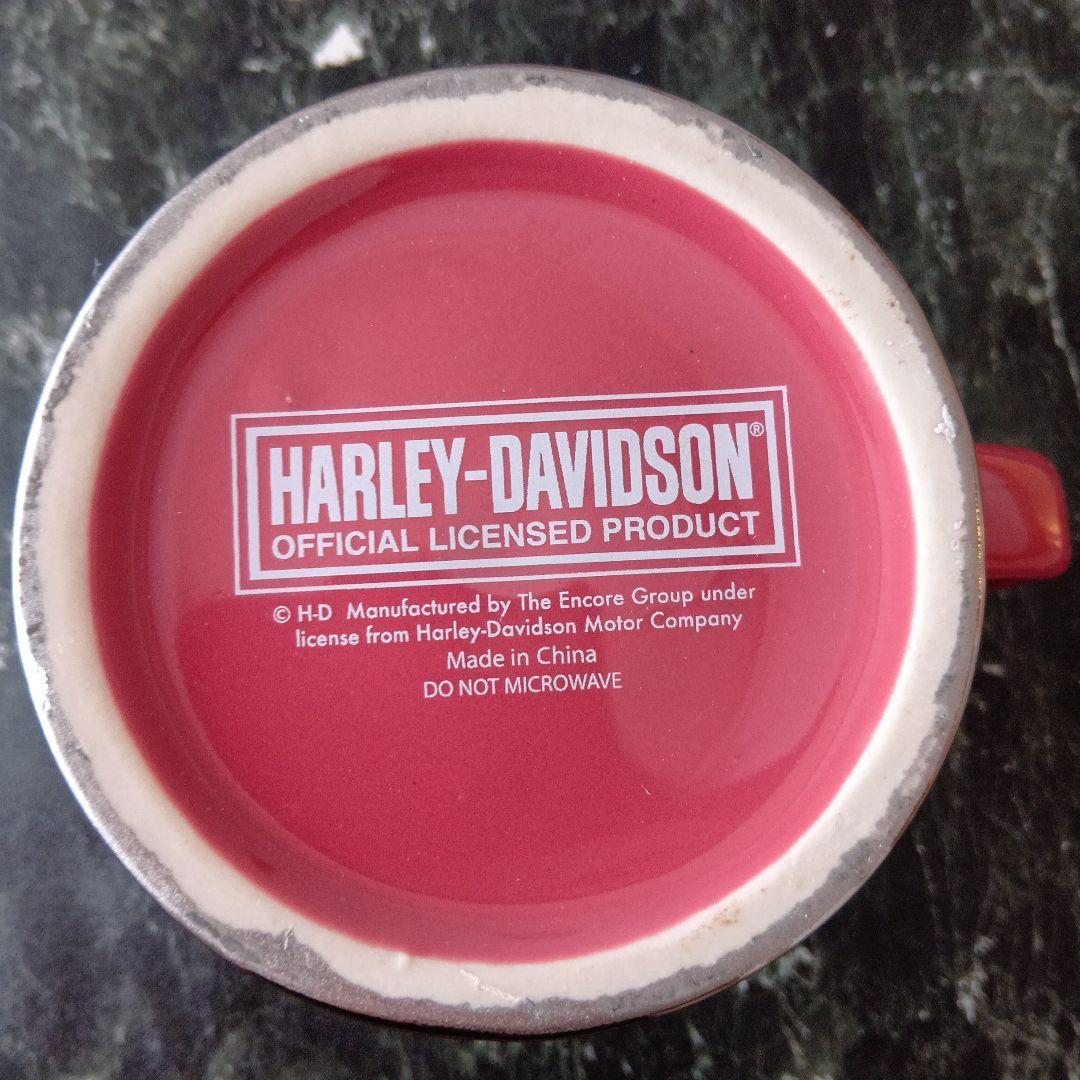 HARLEY-DAVIDSON®
OFFICIAL LICENSED PRODUCT
© H-D Manufactured by The Encore Group under
license from Harley-Davidson Motor Company
Made in China
DO NOT MICROWAVE